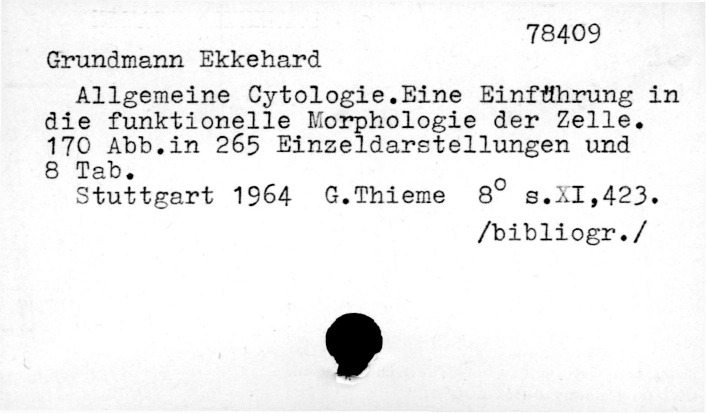 78409
Grundmann Ekkehard
Allgemeine Cytologie.Eine Einführung in
die funktionelle Morphologie der Zelle.
170 Abb.in 265 Einzeldarstellungen und
8 Tab.
Stuttgart 1964 G.Thieme 8° s.XI,423.
/bibliogr./